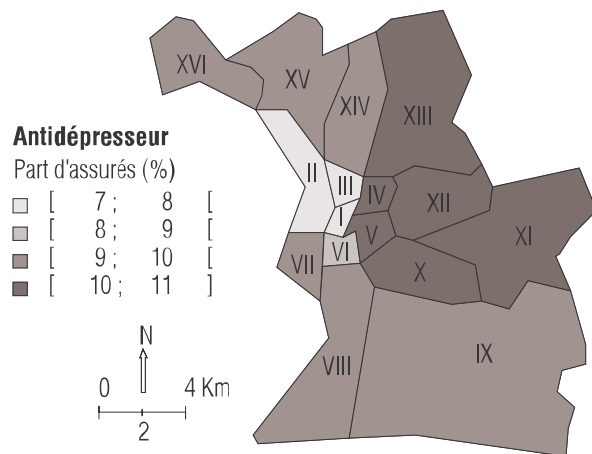 XVI
XV
XIV
XIII
Antidépresseur
Part d'assurés (%)
[ 7 ; 8 [
[ 8 ; 9 [
[ 9 ; 10 [
[ 10 ; 11 ]
II
III
IV
XII
I
V
XI
VI
VII
X
N
VIII
IX
0 4 Km
2